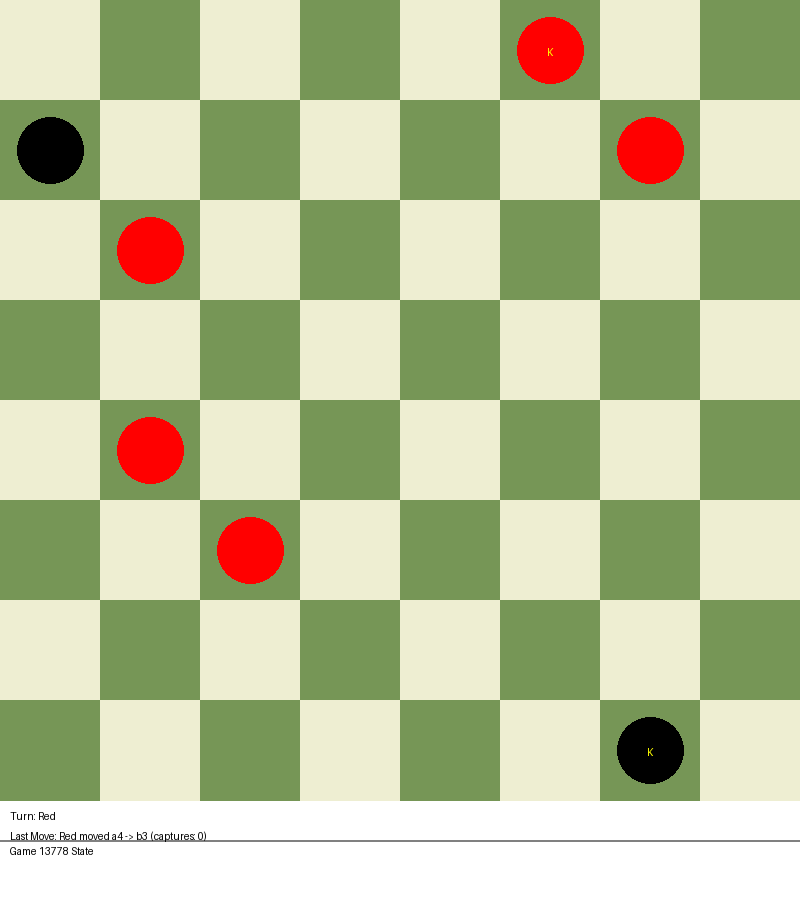 K
K
Turn: Red
Last Move: Red moved a4 -> b3 (captures: 0)
Game 13778 State